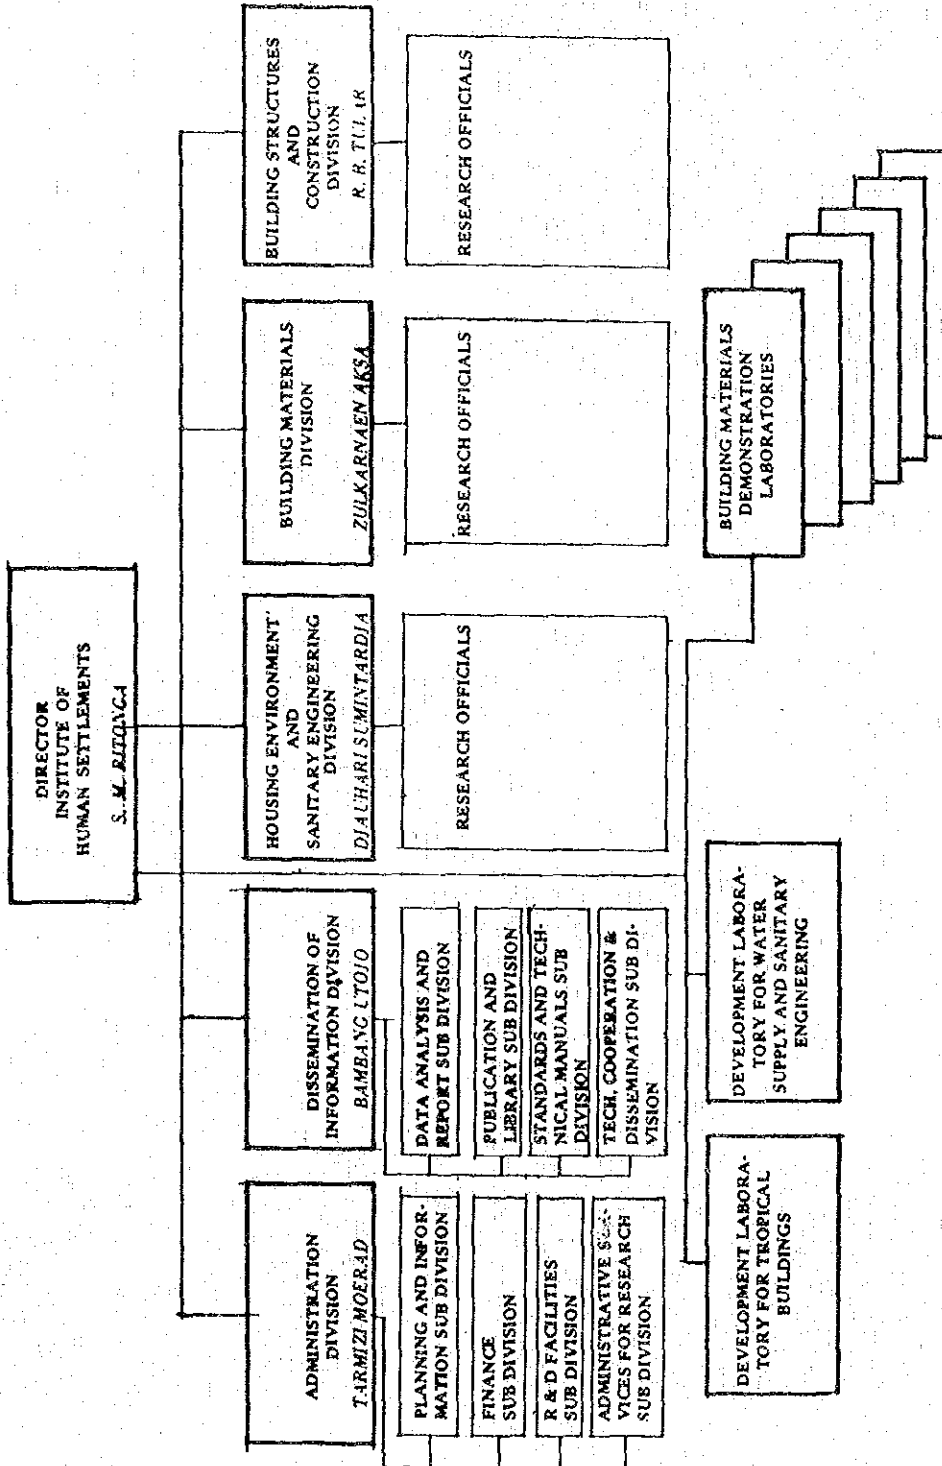 DIRECTOR
INSTITUTE OF
HUMAN SETTLEMENTS
S. M. RITONGA
ADMINISTRATION
DIVISION
TARMIZI MOERAD
DISSEMINATION OF
INFORMATION DIVISION
BAMBANG UTOJO
HOUSING ENVIRONMENT
AND
SANITARY ENGINEERING
DIVISION
DJAUHARI SUMINTARDJA
BUILDING MATERIALS
DIVISION
ZULKARNAEN AKSA
BUILDING STRUCTURES
AND
CONSTRUCTION
DIVISION
R. B.
PLANNING AND INFOR-
MATION SUB DIVISION
FINANCE
SUB DIVISION
R & D FACILITIES
SUB DIVISION
ADMINISTRATIVE SER-
VICES FOR RESEARCH
SUB DIVISION
DATA ANALYSIS AND
REPORT SUB DIVISION
PUBLICATION AND
LIBRARY SUB DIVISION
STANDARDS AND TECH-
NICAL MANUALS SUB
DIVISION
TECH, COOPERATION &
DISSEMINATION SUB DI-
VISION
RESEARCH OFFICIALS
RESEARCH OFFICIALS
RESEARCH OFFICIALS
DEVELOPMENT LABORA-
TORY FOR TROPICAL
BUILDINGS
DEVELOPMENT LABORA-
TORY FOR WATER
SUPPLY AND SANITARY
ENGINEERING
BUILDING MATERIALS
DEMONSTRATION
LABORATORIES